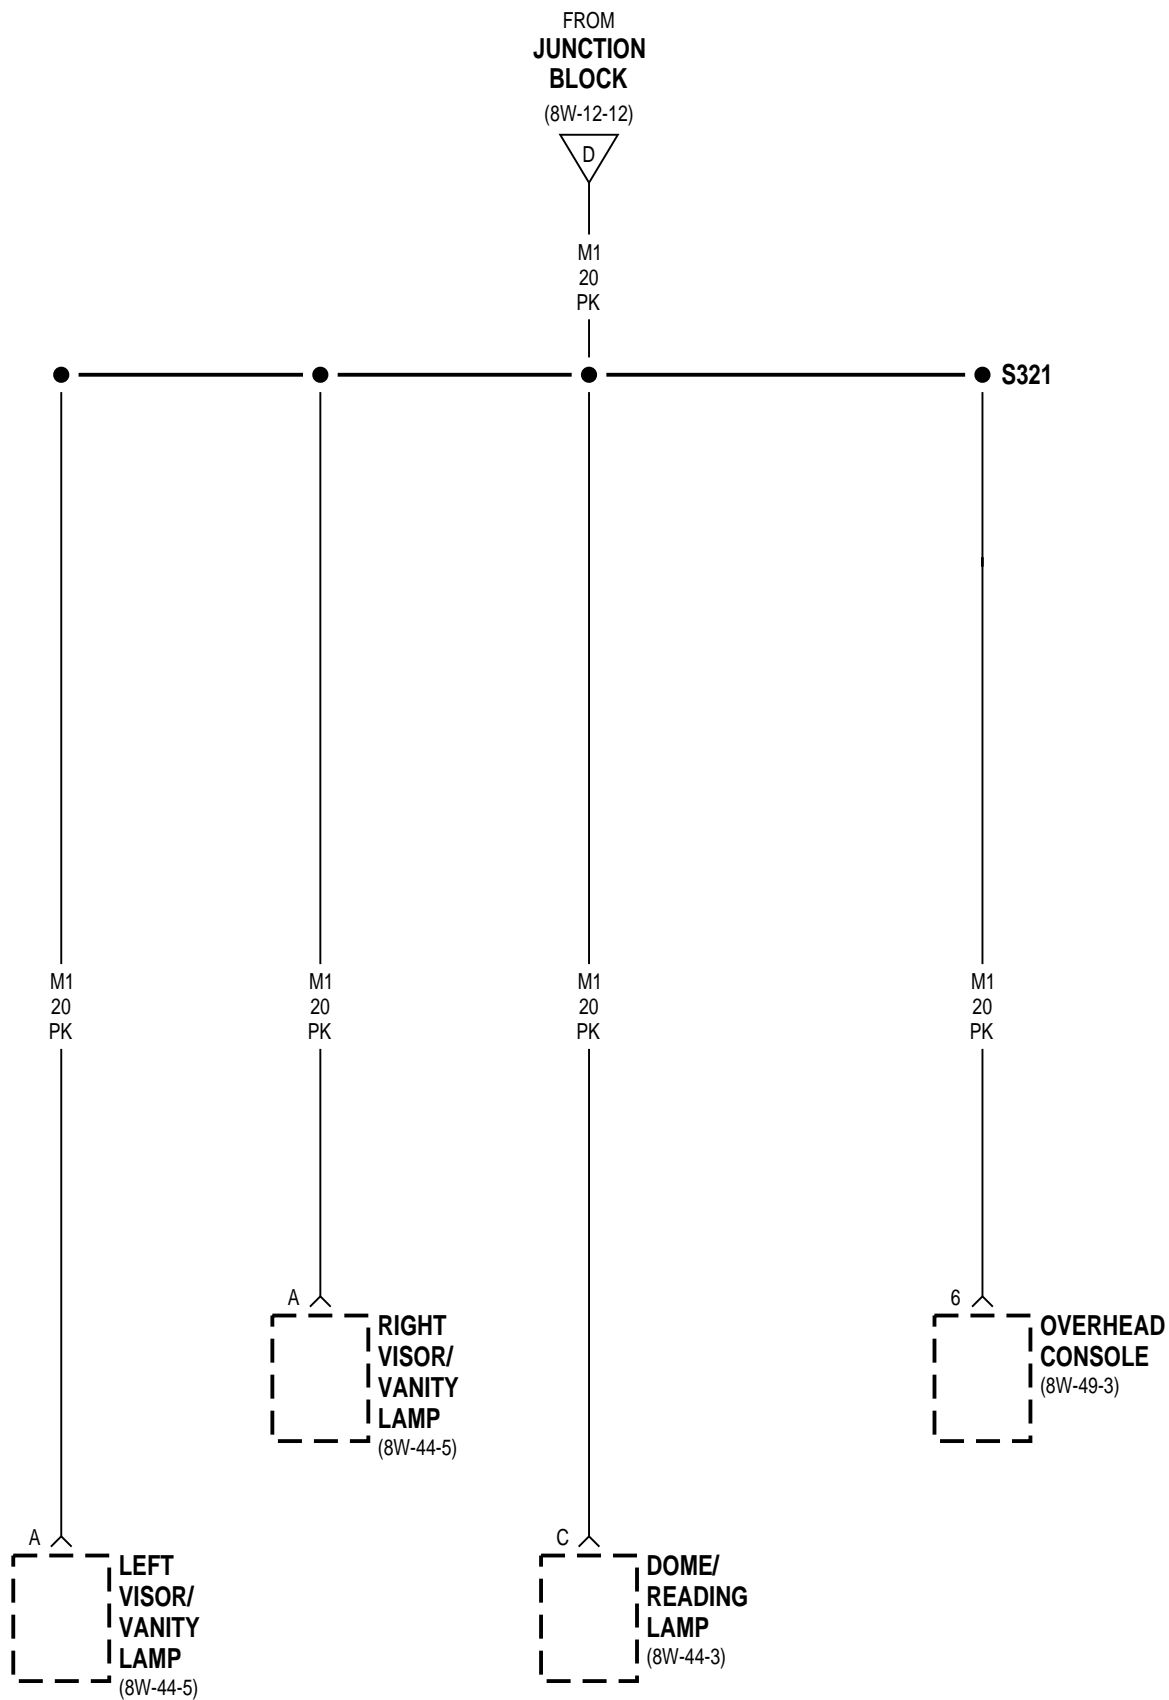 FROM
JUNCTION
BLOCK
(8W-12-12)
D
M1
20
PK
S321
M1
20
PK
M1
20
PK
M1
20
PK
M1
20
PK
A
RIGHT
VISOR/
VANITY
LAMP
(8W-44-5)
6
OVERHEAD
CONSOLE
(8W-49-3)
A
LEFT
VISOR/
VANITY
LAMP
(8W-44-5)
C
DOME/
READING
LAMP
(8W-44-3)